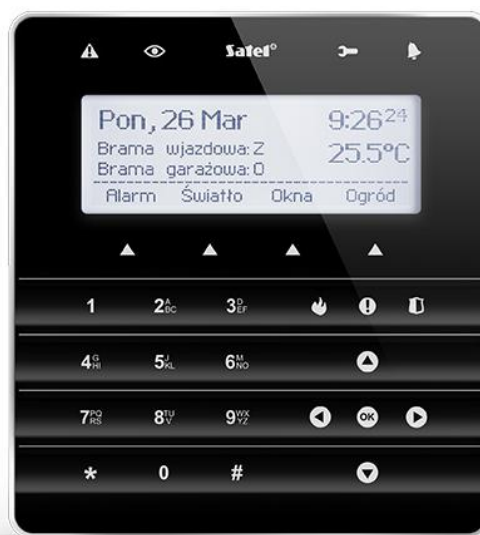 Satel®
Pon, 26 Mar 9:26 24
Brama wjazdowa: Z 25.5°C
Brama garażowa: O
Alarm Światło Okna Ogród
1 2 ABC 3 DEF
4 GHI 5 JKL 6 MNO
OK
7 PQRS 8 TUV 9 WXYZ
* 0 #